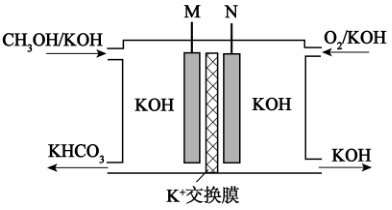 M N
CH₃OH/KOH O₂/KOH
KOH KOH
KHCO₃ KOH
K⁺交换膜